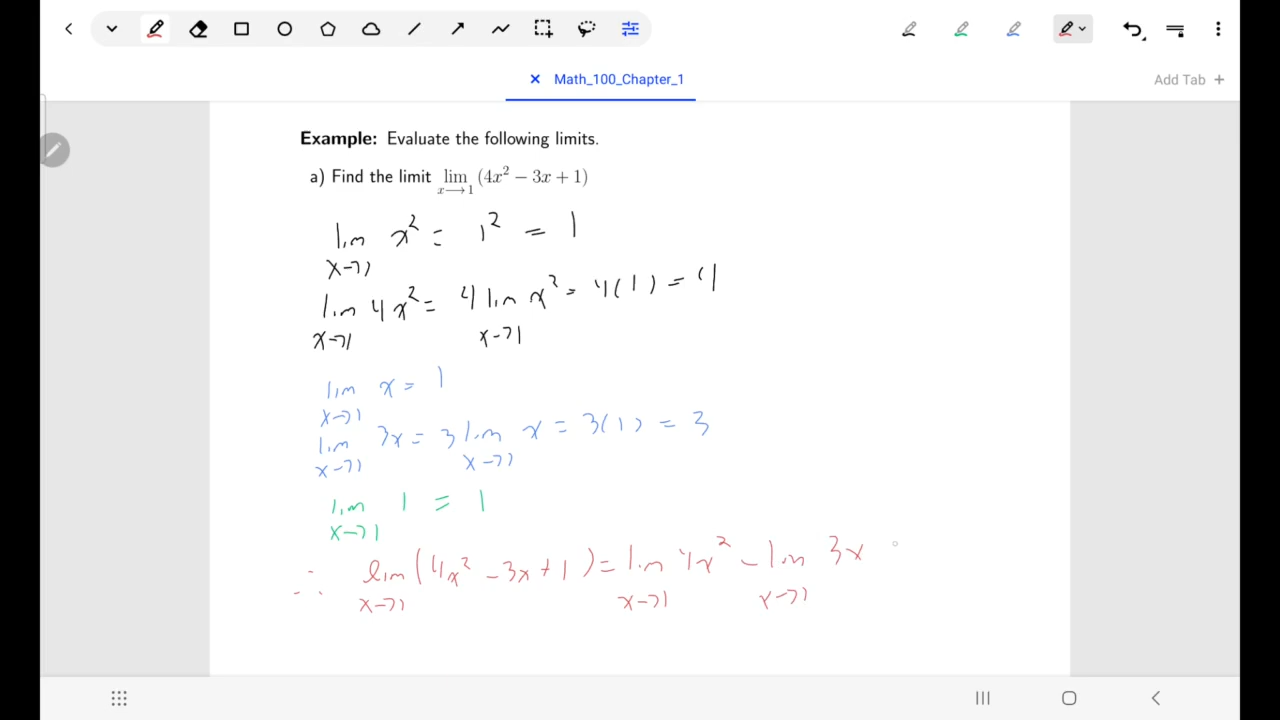 Math_100_Chapter_1
Add Tab +
Example: Evaluate the following limits.
a) Find the limit lim (4x² − 3x + 1)
x→1
lim x² = 1² = 1
x→1
lim 4x² = 4 lim x² = 4(1) = 4
x→1 x→1
lim x = 1
x→1
lim 3x = 3 lim x = 3(1) = 3
x→1 x→1
lim 1 = 1
x→1
∴ lim (4x² − 3x + 1) = lim 4x² − lim 3x
x→1 x→1 x→1